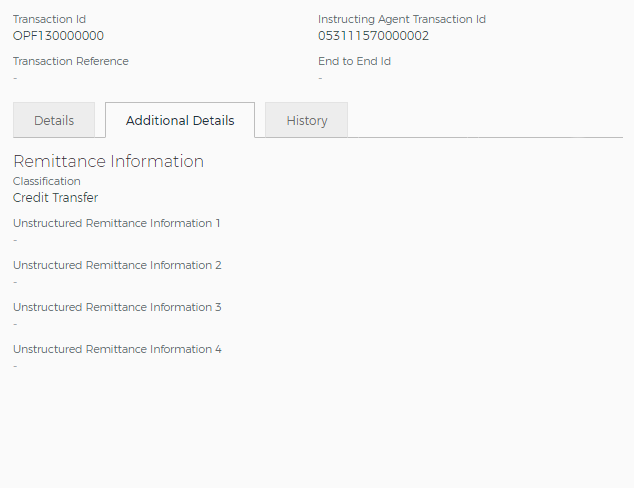 Transaction Id
OPF130000000
Instructing Agent Transaction Id
053111570000002
Transaction Reference
-
End to End Id
-
Details
Additional Details
History
Remittance Information
Classification
Credit Transfer
Unstructured Remittance Information 1
-
Unstructured Remittance Information 2
-
Unstructured Remittance Information 3
-
Unstructured Remittance Information 4
-